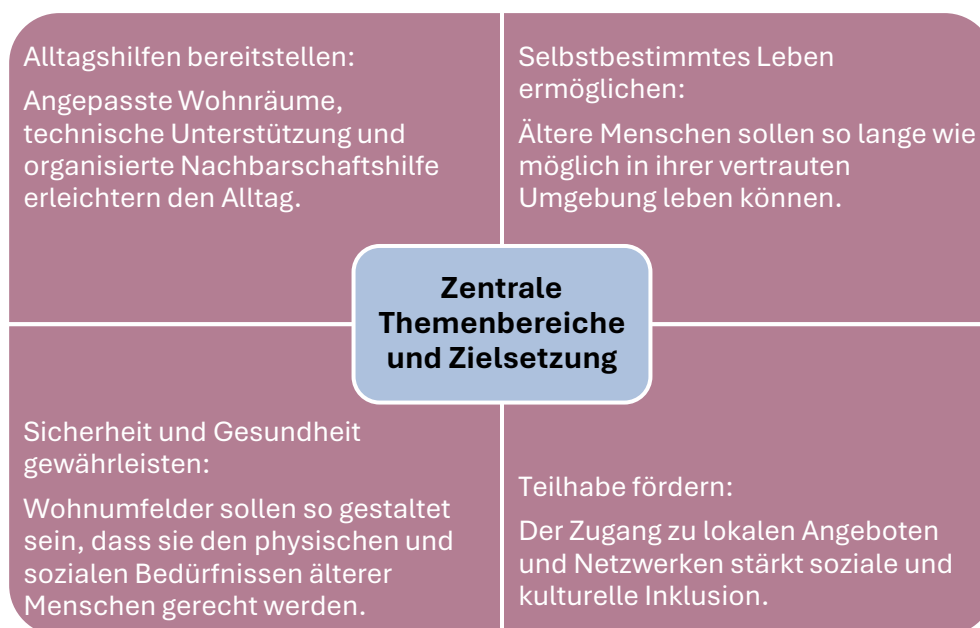 Alltagshilfen bereitstellen:
Angepasste Wohnräume,
technische Unterstützung und
organisierte Nachbarschaftshilfe
erleichtern den Alltag.
Selbstbestimmtes Leben
ermöglichen:
Ältere Menschen sollen so lange wie
möglich in ihrer vertrauten
Umgebung leben können.
Zentrale
Themenbereiche
und Zielsetzung
Sicherheit und Gesundheit
gewährleisten:
Wohnumfelder sollen so gestaltet
sein, dass sie den physischen und
sozialen Bedürfnissen älterer
Menschen gerecht werden.
Teilhabe fördern:
Der Zugang zu lokalen Angeboten
und Netzwerken stärkt soziale und
kulturelle Inklusion.